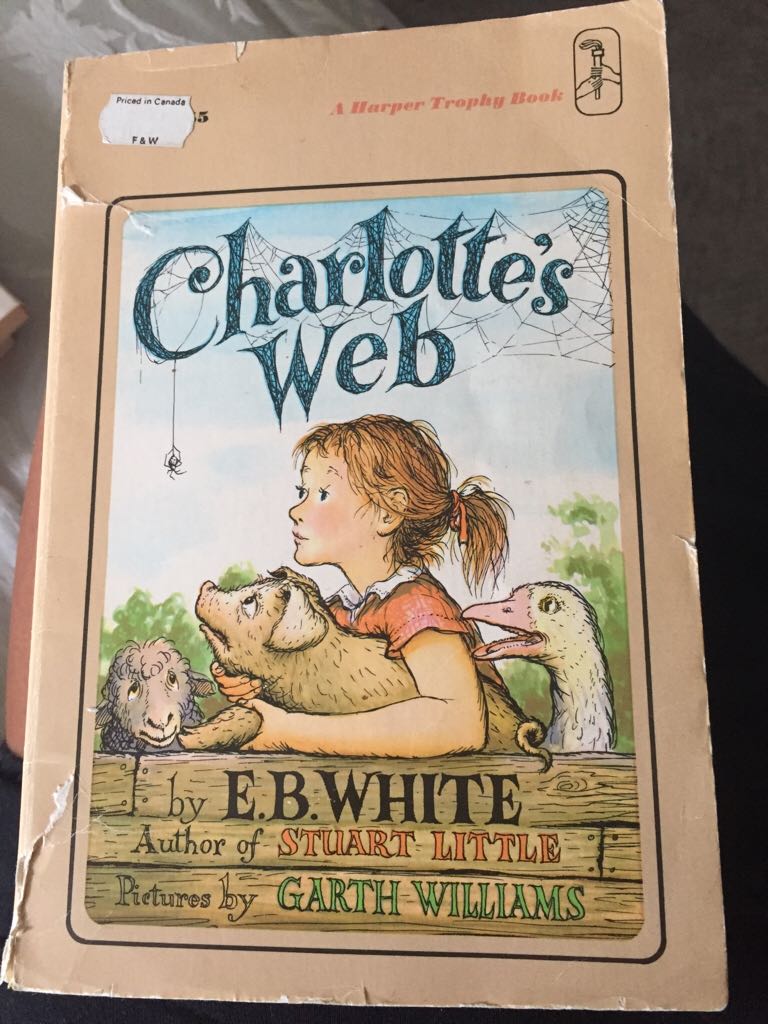 Priced in Canada
F & W
A Harper Trophy Book
Charlotte's
Web
by E.B. WHITE
Author of STUART LITTLE
Pictures by GARTH WILLIAMS